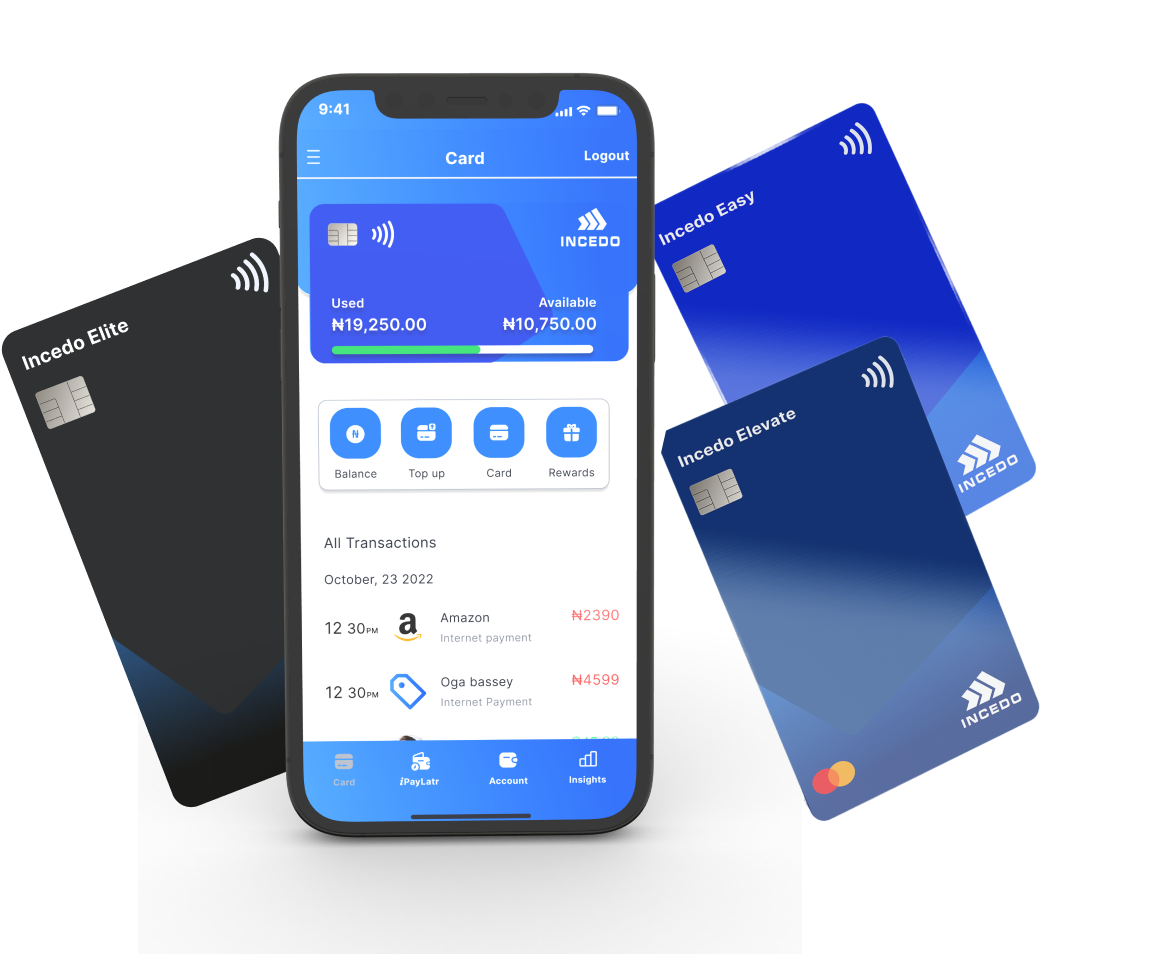 9:41
Card
Logout
INCEDO
Used
Available
₦19,250.00
₦10,750.00
₦
Balance
Top up
Card
Rewards
All Transactions
October, 23 2022
12 30PM
Amazon
Internet payment
₦2390
12 30PM
Oga bassey
Internet Payment
₦4599
Card
iPayLatr
Account
Insights
Incedo Elite
Incedo Easy
INCEDO
Incedo Elevate
INCEDO